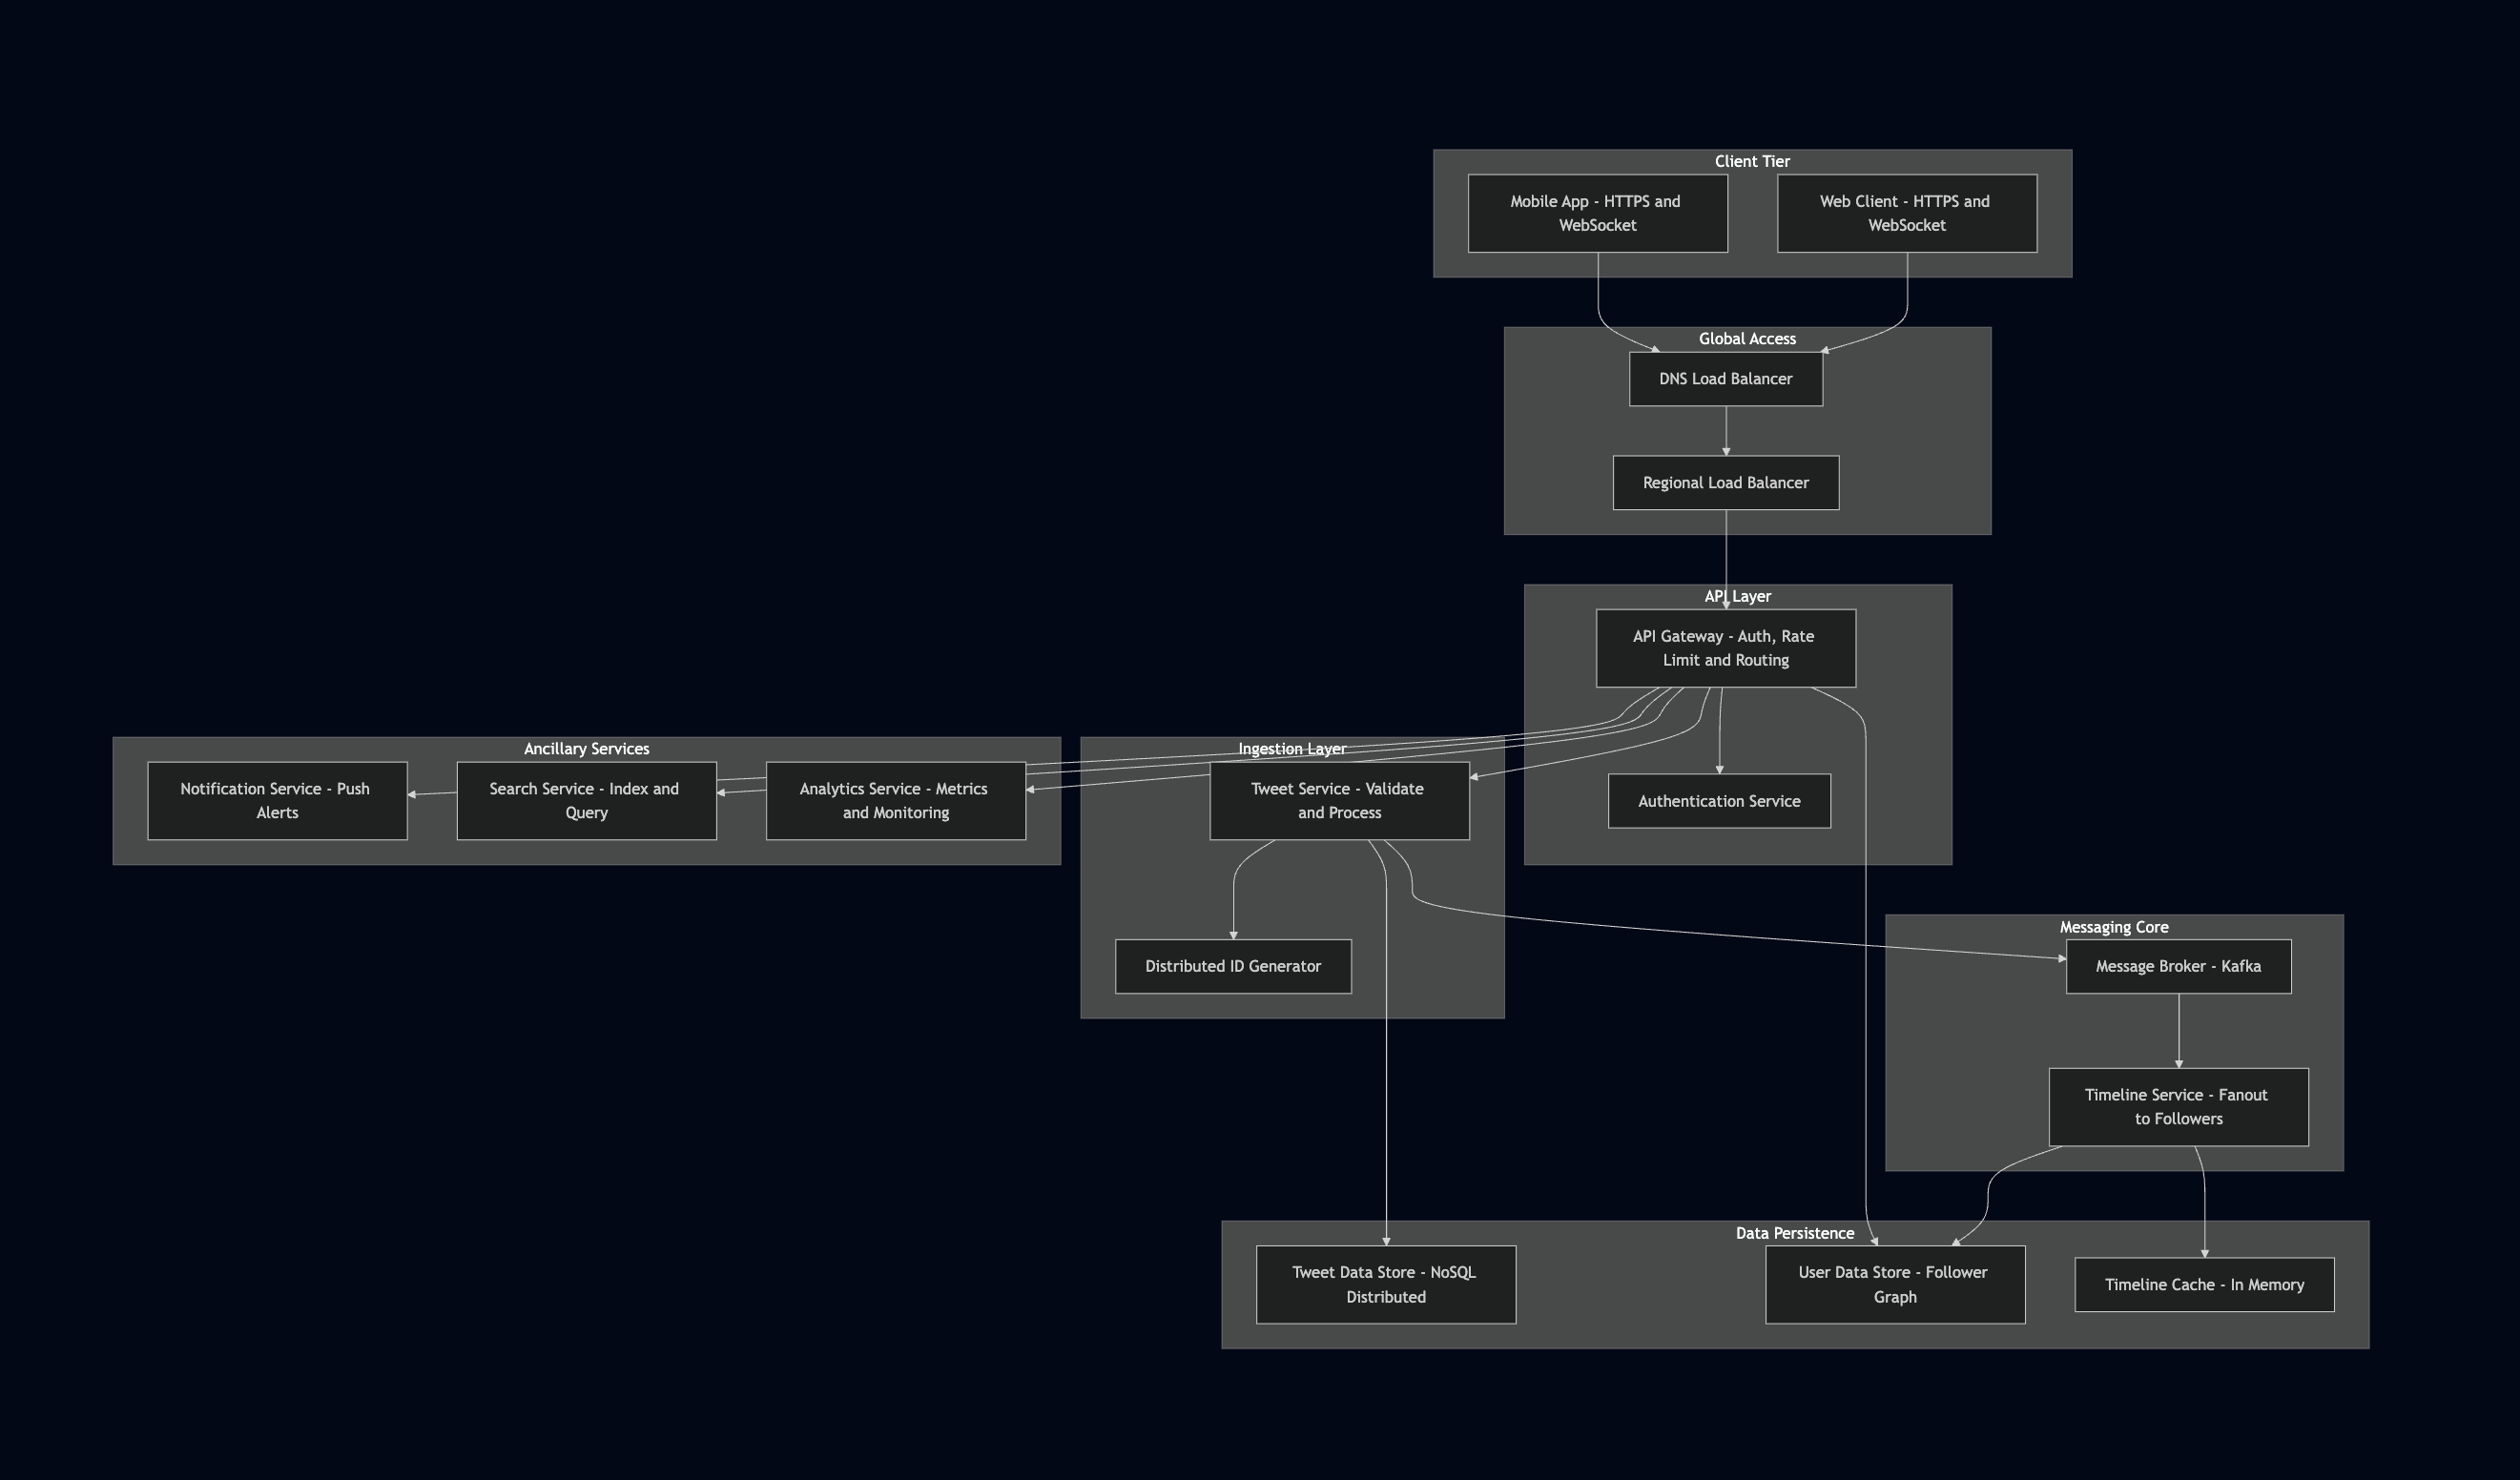 Client Tier
Mobile App - HTTPS and
WebSocket
Web Client - HTTPS and
WebSocket
Global Access
DNS Load Balancer
Regional Load Balancer
API Layer
API Gateway - Auth, Rate
Limit and Routing
Authentication Service
Ancillary Services
Notification Service - Push
Alerts
Search Service - Index and
Query
Analytics Service - Metrics
and Monitoring
Ingestion Layer
Tweet Service - Validate
and Process
Distributed ID Generator
Messaging Core
Message Broker - Kafka
Timeline Service - Fanout
to Followers
Data Persistence
Tweet Data Store - NoSQL
Distributed
User Data Store - Follower
Graph
Timeline Cache - In Memory